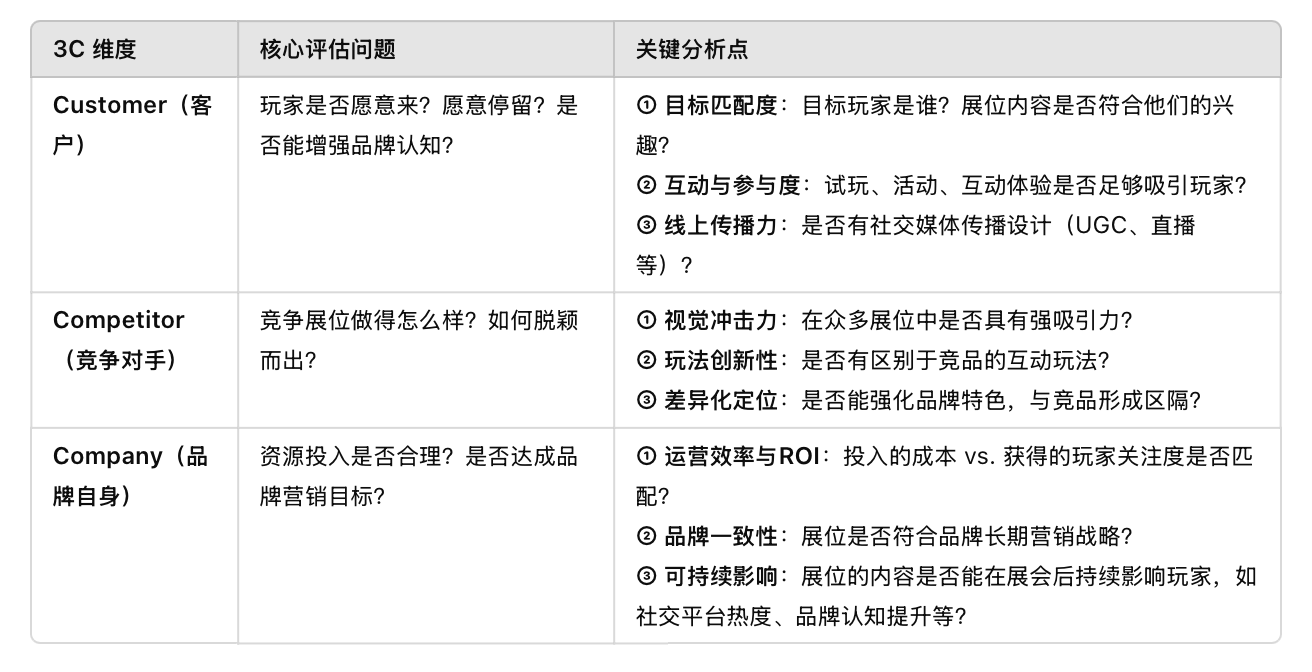 3C 维度
核心评估问题
关键分析点
Customer（客
户）
玩家是否愿意来？愿意停留？是
否能增强品牌认知？
① 目标匹配度：目标玩家是谁？展位内容是否符合他们的兴
趣？
② 互动与参与度：试玩、活动、互动体验是否足够吸引玩家？
③ 线上传播力：是否有社交媒体传播设计（UGC、直播
等）？
Competitor
（竞争对手）
竞争展位做得怎么样？如何脱颖
而出？
① 视觉冲击力：在众多展位中是否具有强吸引力？
② 玩法创新性：是否有区别于竞品的互动玩法？
③ 差异化定位：是否能强化品牌特色，与竞品形成区隔？
Company（品
牌自身）
资源投入是否合理？是否达成品
牌营销目标？
① 运营效率与ROI：投入的成本 vs. 获得的玩家关注度是否匹
配？
② 品牌一致性：展位是否符合品牌长期营销战略？
③ 可持续影响：展位的内容是否能在展会后持续影响玩家，如
社交平台热度、品牌认知提升等？